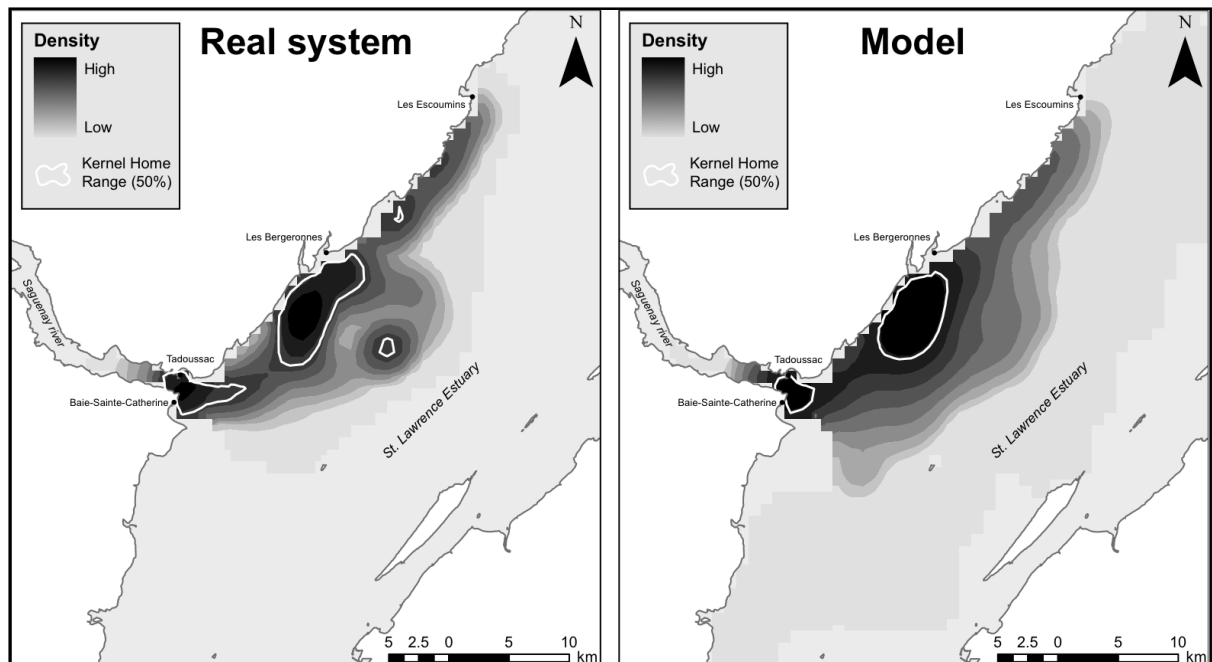 Real system
Density
High
Low
Kernel Home
Range (50%)
N
Les Escoumins
Les Bergeronnes
Saguenay river
Tadoussac
Baie-Sainte-Catherine
St. Lawrence Estuary
5 2.5 0 5 10
km
Model
Density
High
Low
Kernel Home
Range (50%)
N
Les Escoumins
Les Bergeronnes
Saguenay river
Tadoussac
Baie-Sainte-Catherine
St. Lawrence Estuary
5 2.5 0 5 10
km